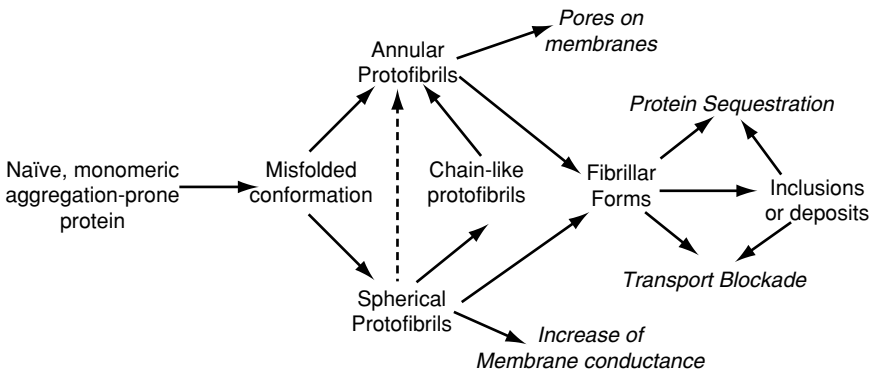 Pores on
membranes
Annular
Protofibrils
Protein Sequestration
Naïve, monomeric
aggregation-prone
protein
Misfolded
conformation
Chain-like
protofibrils
Fibrillar
Forms
Inclusions
or deposits
Transport Blockade
Spherical
Protofibrils
Increase of
Membrane conductance